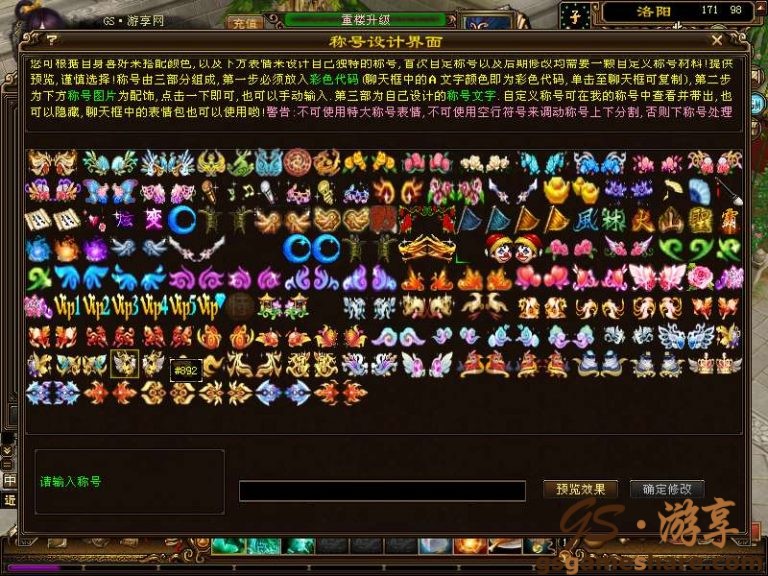 GS·游享网
充值
重楼升级
洛阳
171 98
称号设计界面
您可根据自身喜好来搭配颜色,以及下方表情来设计自己独特的称号,首次自定称号以及后期修改均需要一颗自定义称号材料!提供
预览,谨慎选择!称号由三部分组成,第一步必须放入彩色代码(聊天框中的A文字颜色即为彩色代码,单击至聊天框可复制),第二步
为下方称号图片为配饰,点击一下即可,也可以手动输入.第三部为自己设计的称号文字.自定义称号可在我的称号中查看并带出,也
可以隐藏,聊天框中的表情包也可以使用哟!警告:不可使用特大称号表情,不可使用空行符号来调动称号上下分割,否则下称号处理
炫 变 風 林 火 山 聖 霸
Vip1 Vip2 Vip3 Vip4 Vip5 Vip
#892
请输入称号
预览效果
确定修改
GS·游享
gsgameshare.com